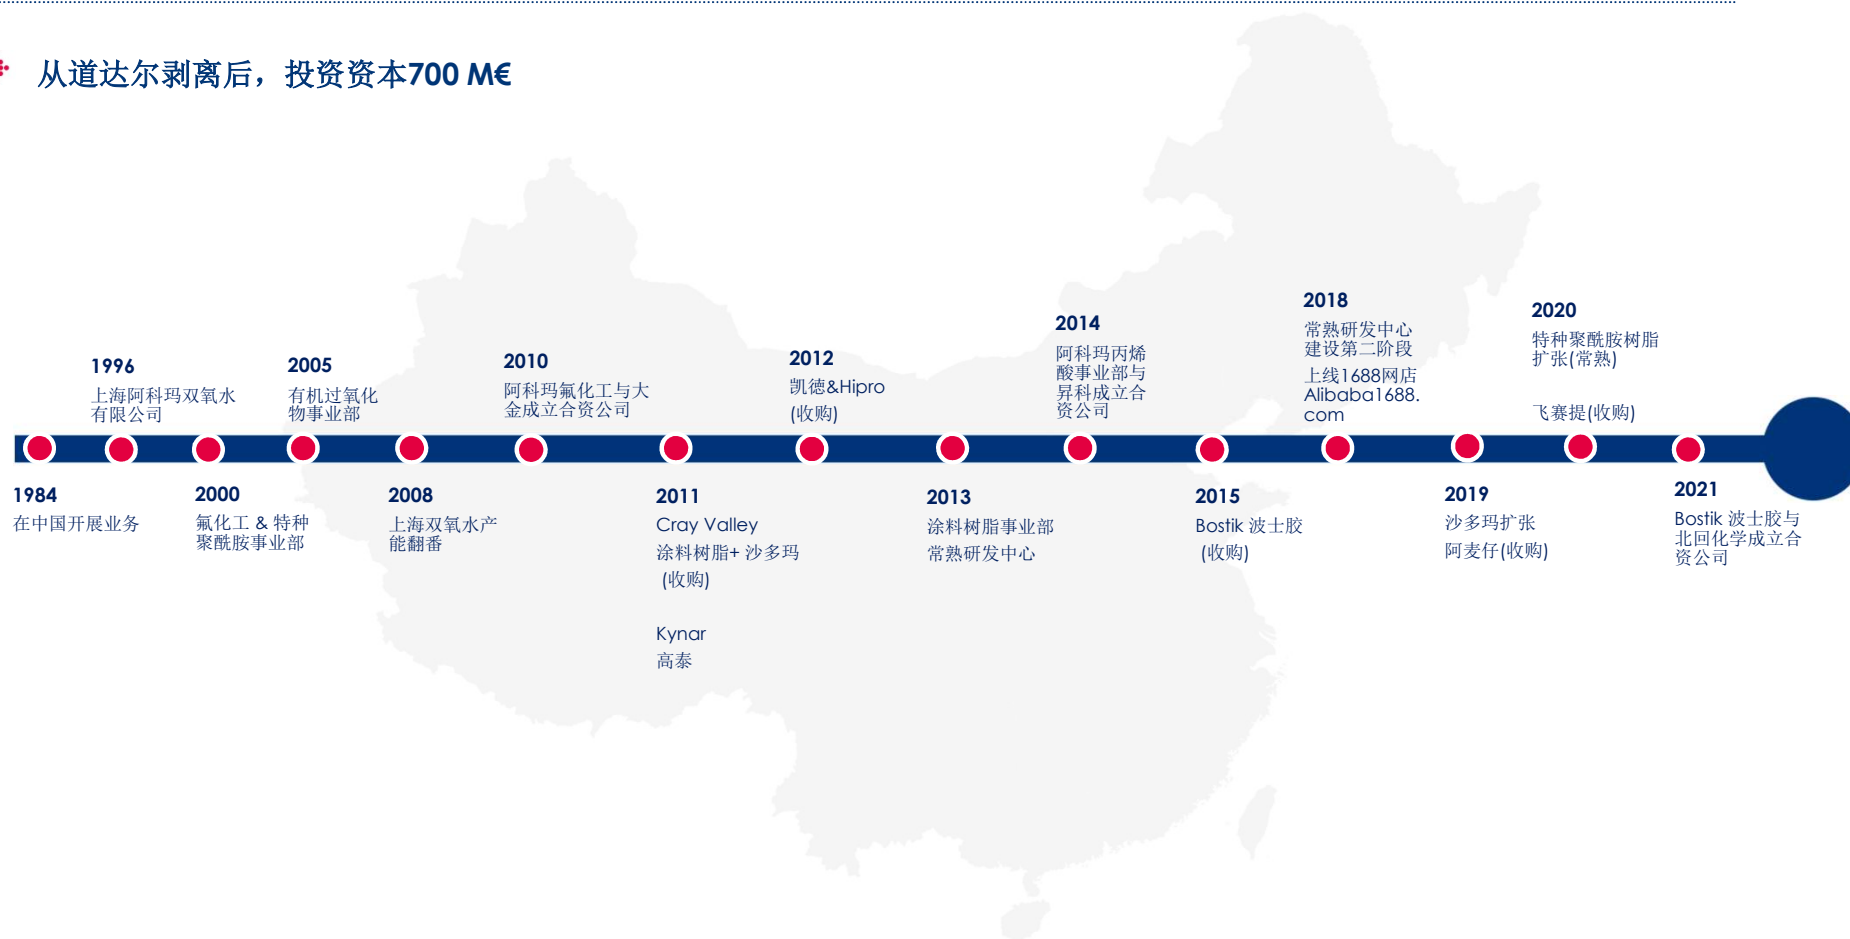 从道达尔剥离后，投资资本700 M€
1984
在中国开展业务
1996
上海阿科玛双氧水
有限公司
2000
氟化工 & 特种
聚酰胺事业部
2005
有机过氧化
物事业部
2008
上海双氧水产
能翻番
2010
阿科玛氟化工与大
金成立合资公司
2011
Cray Valley
涂料树脂+ 沙多玛
(收购)
Kynar
高泰
2012
凯德&Hipro
(收购)
2013
涂料树脂事业部
常熟研发中心
2014
阿科玛丙烯
酸事业部与
昇科成立合
资公司
2015
Bostik 波士胶
(收购)
2018
常熟研发中心
建设第二阶段
上线1688网店
Alibaba1688.
com
2019
沙多玛扩张
阿麦仔(收购)
2020
特种聚酰胺树脂
扩张(常熟)
飞赛提(收购)
2021
Bostik 波士胶与
北回化学成立合
资公司